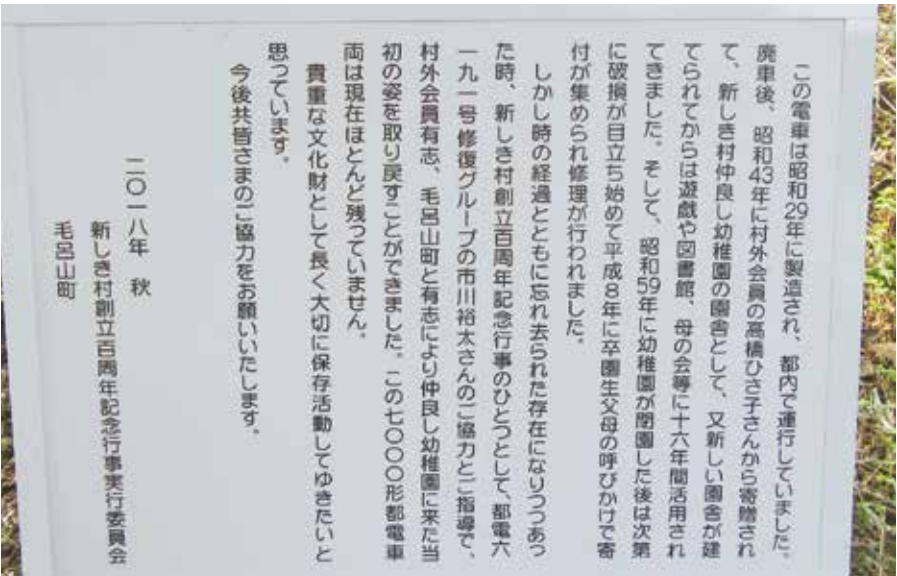 この電車は昭和29年に製造され、都内で運行していました。
廃車後、昭和43年に村外会員の高橋ひさ子さんから寄贈され
て、新しき村仲良し幼稚園の園舎として、又新しい園舎が建
てられてからは遊戯や図書館、母の会等に十六年間活用され
てきました。そして、昭和59年に幼稚園が閉園した後は次第
に破損が目立ち始めて平成8年に卒園生父母の呼びかけで寄
付が集められ修理が行われました。
しかし時の経過とともに忘れ去られた存在になりつつあっ
た時、新しき村創立百周年記念行事のひとつとして、都電六
一九一号修復グループの市川裕太さんのご協力とご指導で、
村外会員有志、毛呂山町と有志により仲良し幼稚園に来た当
初の姿を取り戻すことができました。この七〇〇〇形都電車
両は現在ほとんど残っていません。
貴重な文化財として長く大切に保存活動してゆきたいと
思っています。
今後共皆さまのご協力をお願いいたします。
二〇一八年 秋
新しき村創立百周年記念行事実行委員会
毛呂山町